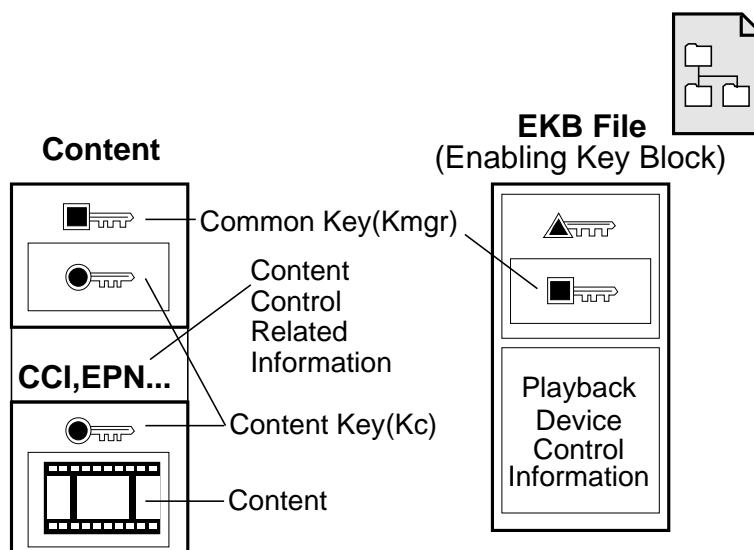 EKB File
(Enabling Key Block)
Content
Common Key(Kmgr)
Content
Control
Related
Information
CCI,EPN...
Content Key(Kc)
Content
Playback
Device
Control
Information